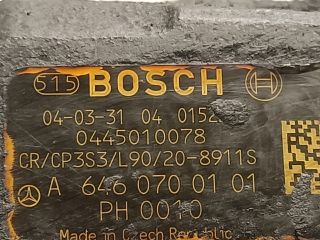 615 BOSCH
04-03-31 04 0152
0445010078
CR/CP3S3/L90/20-8911S
A 646 070 01 01
PH 0010
Made in Czech Republic